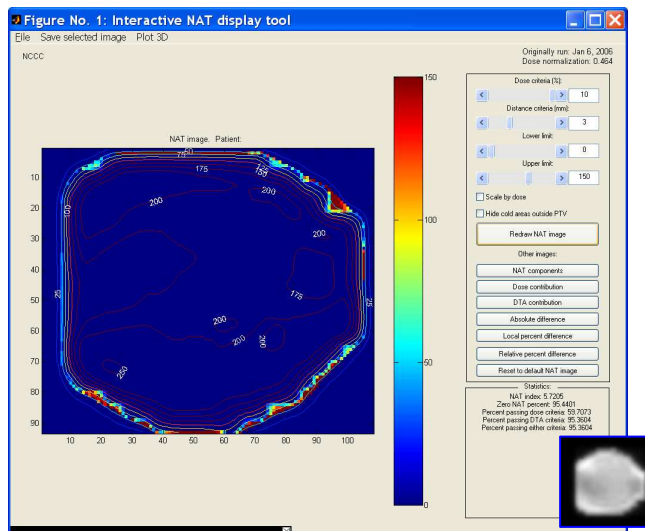 Figure No. 1: Interactive NAT display tool
File Save selected image Plot 3D
NCCC
Originally run: Jan 6, 2006
Dose normalization: 0.464
NAT image. Patient:
10
20
30
40
50
60
70
80
90
10 20 30 40 50 60 70 80 90 100
175
200
200
200
175
200
200
200
250
100
25
25
150
100
50
0
Dose criteria (%):
10
Distance criteria (mm):
3
Lower limit:
0
Upper limit:
150
Scale by dose
Hide cold areas outside PTV
Redraw NAT image
Other images:
NAT components
Dose contribution
DTA contribution
Absolute difference
Local percent difference
Relative percent difference
Reset to default NAT image
Statistics:
NAT index: 5.7205
Zero NAT percent: 95.4401
Percent passing dose criteria: 59.7073
Percent passing DTA criteria: 95.3604
Percent passing either criteria: 95.3604